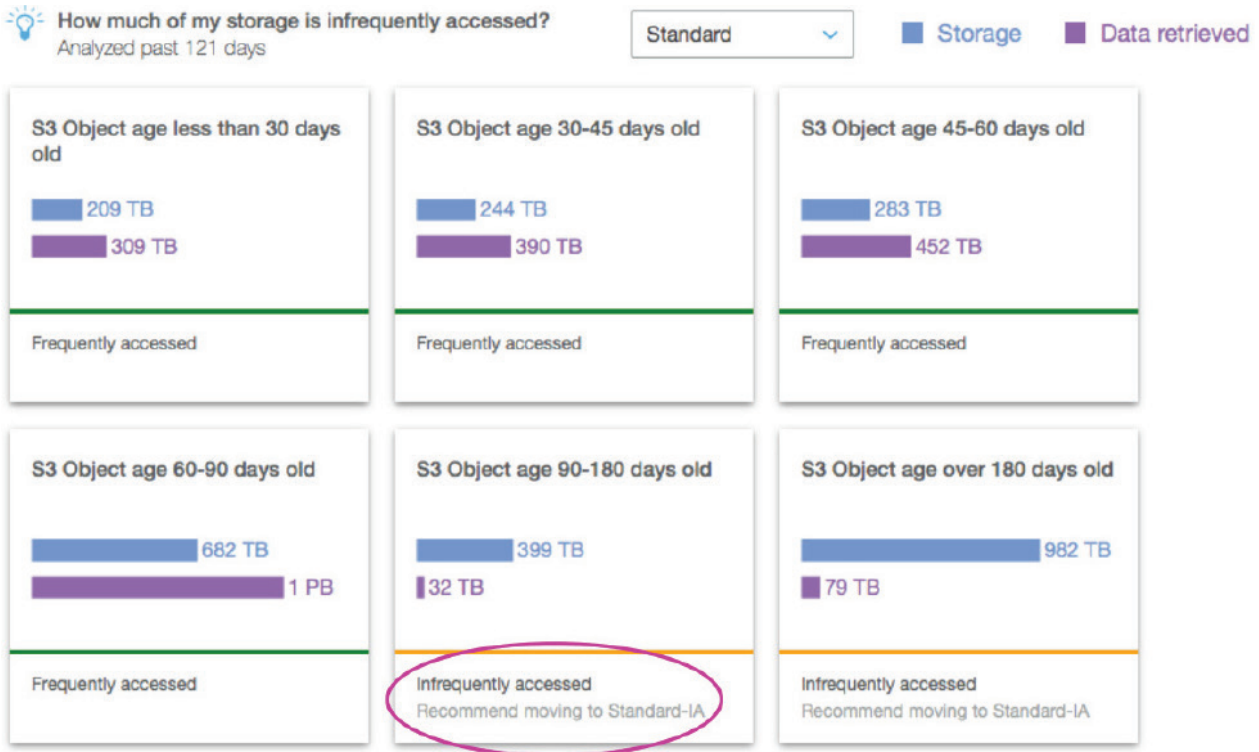 How much of my storage is infrequently accessed?
Analyzed past 121 days
Standard
Storage
Data retrieved
S3 Object age less than 30 days
old
209 TB
309 TB
Frequently accessed
S3 Object age 30-45 days old
244 TB
390 TB
Frequently accessed
S3 Object age 45-60 days old
283 TB
452 TB
Frequently accessed
S3 Object age 60-90 days old
682 TB
1 PB
Frequently accessed
S3 Object age 90-180 days old
399 TB
32 TB
Infrequently accessed
Recommend moving to Standard-IA
S3 Object age over 180 days old
982 TB
79 TB
Infrequently accessed
Recommend moving to Standard-IA